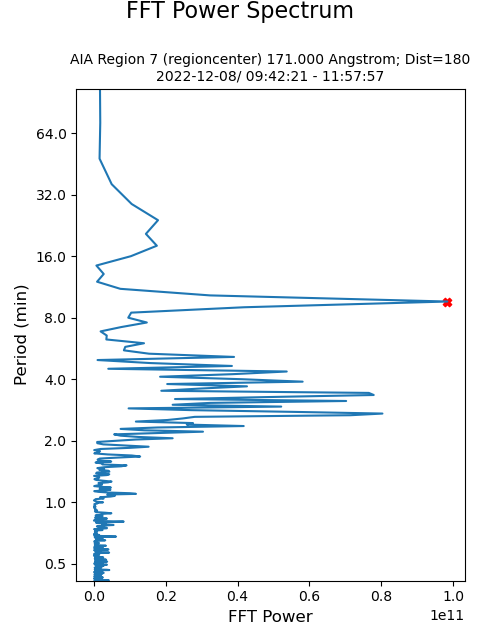 FFT Power Spectrum
AIA Region 7 (regioncenter) 171.000 Angstrom; Dist=180
2022-12-08/ 09:42:21 - 11:57:57
Period (min)
64.0
32.0
16.0
8.0
4.0
2.0
1.0
0.5
0.0 0.2 0.4 0.6 0.8 1.0
1e11
FFT Power